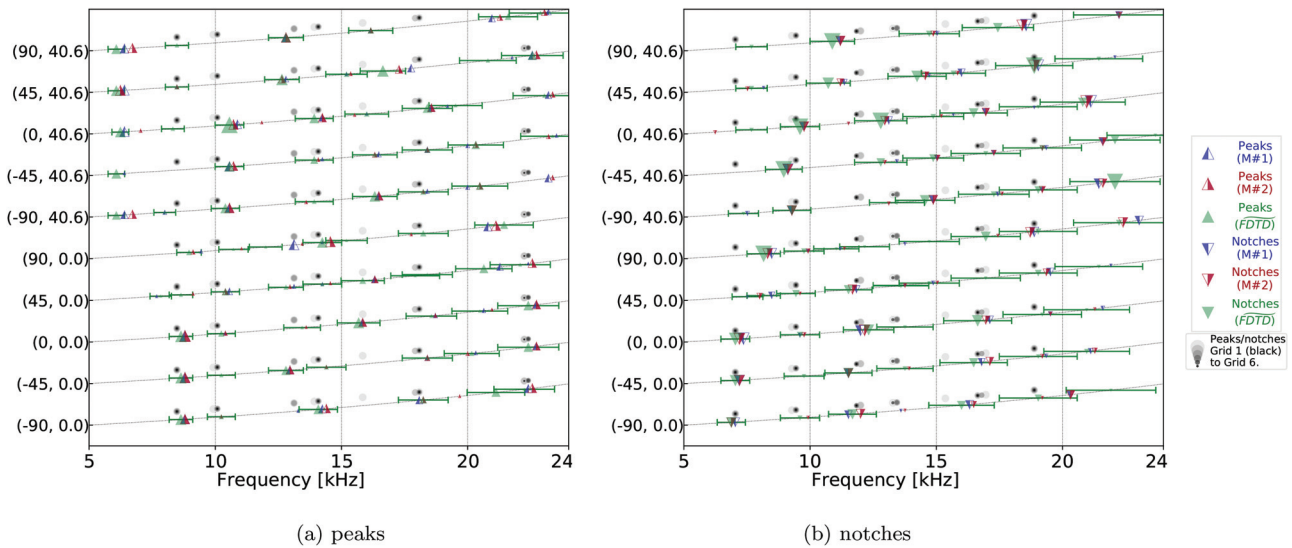 (90, 40.6)
(45, 40.6)
(0, 40.6)
(-45, 40.6)
(-90, 40.6)
(90, 0.0)
(45, 0.0)
(0, 0.0)
(-45, 0.0)
(-90, 0.0)
5
10
15
20
24
Frequency [kHz]
(a) peaks
(90, 40.6)
(45, 40.6)
(0, 40.6)
(-45, 40.6)
(-90, 40.6)
(90, 0.0)
(45, 0.0)
(0, 0.0)
(-45, 0.0)
(-90, 0.0)
5
10
15
20
24
Frequency [kHz]
(b) notches
Peaks
(M#1)
Peaks
(M#2)
Peaks
(FDTD)
Notches
(M#1)
Notches
(M#2)
Notches
(FDTD)
Peaks/notches
Grid 1 (black)
to Grid 6.